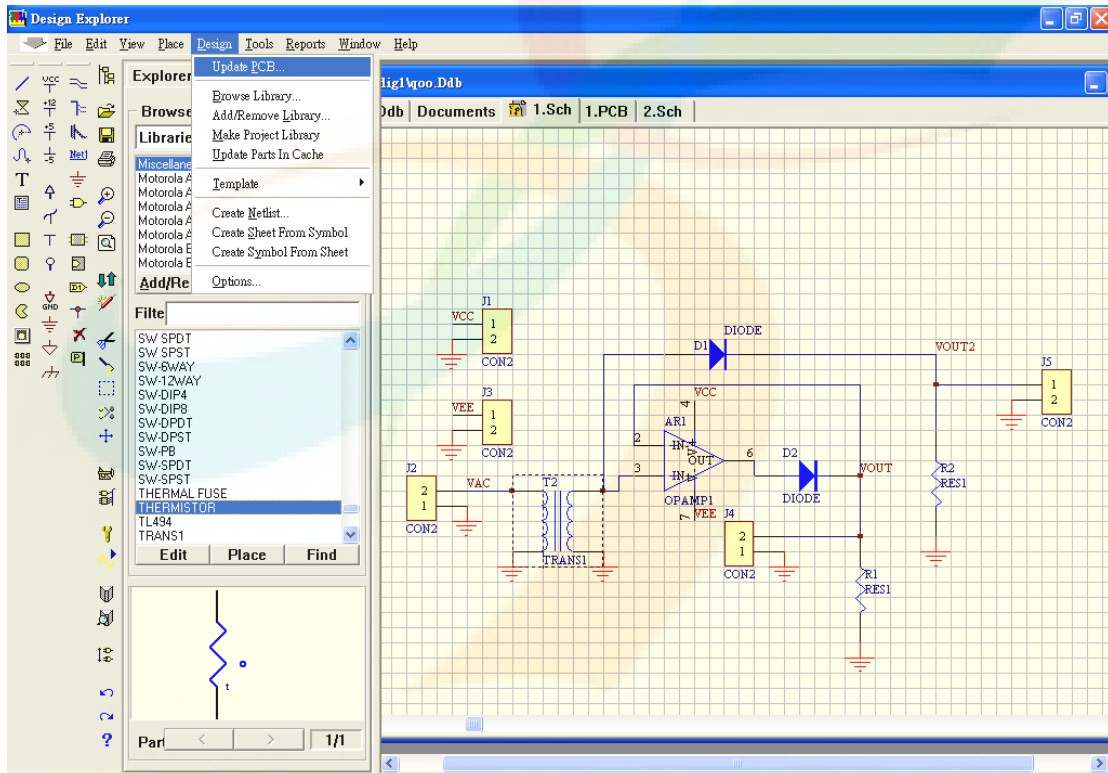 Design Explorer
File Edit View Place Design Tools Reports Window Help
Update PCB...
Browse Library...
Add/Remove Library...
Make Project Library
Update Parts In Cache
Template
Create Netlist...
Create Sheet From Symbol
Create Symbol From Sheet
Options...
VCC
+12
+5
-5
Net1
T
D1
GND
P
?
Explorer
Browse
Librarie
Miscellane
Motorola A
Motorola A
Motorola A
Motorola A
Motorola A
Motorola B
Motorola B
Add/Re
Filte
SW SPDT
SW SPST
SW-6WAY
SW-12WAY
SW-DIP4
SW-DIP8
SW-DPDT
SW-DPST
SW-PB
SW-SPDT
SW-SPST
THERMAL FUSE
THERMISTOR
TL494
TRANS1
Edit Place Find
t
Part < > 1/1
dig1\qoo.Ddb
Ddb Documents 1.Sch 1.PCB 2.Sch
J1
VCC
1
2
CON2
J3
VEE
1
2
CON2
J2
VAC
2
1
CON2
T2
TRANS1
D1
DIODE
VCC
4
AR1
2
IN-
V+
OUT
6
3
IN+
OPAMP1
7
VEE
D2
DIODE
VOUT
J4
2
1
CON2
R1
RES1
VOUT2
J5
1
2
CON2
R2
RES1